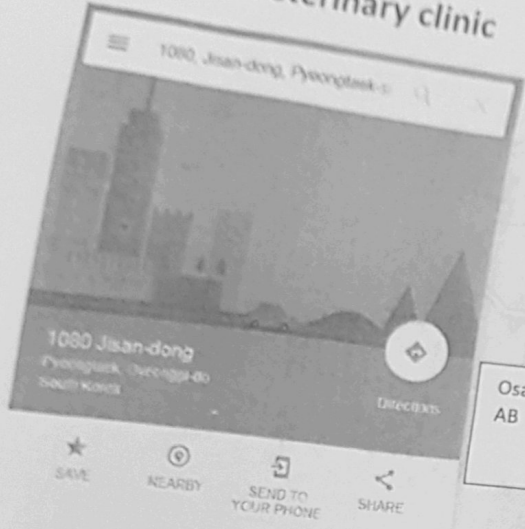 clinic
1080, Jisan-dong, Pyeongtaek-s
1080 Jisan-dong
Pyeongtaek, Gyeonggi-do
South Korea
Directions
SAVE
NEARBY
SEND TO
YOUR PHONE
SHARE
Osa
AB